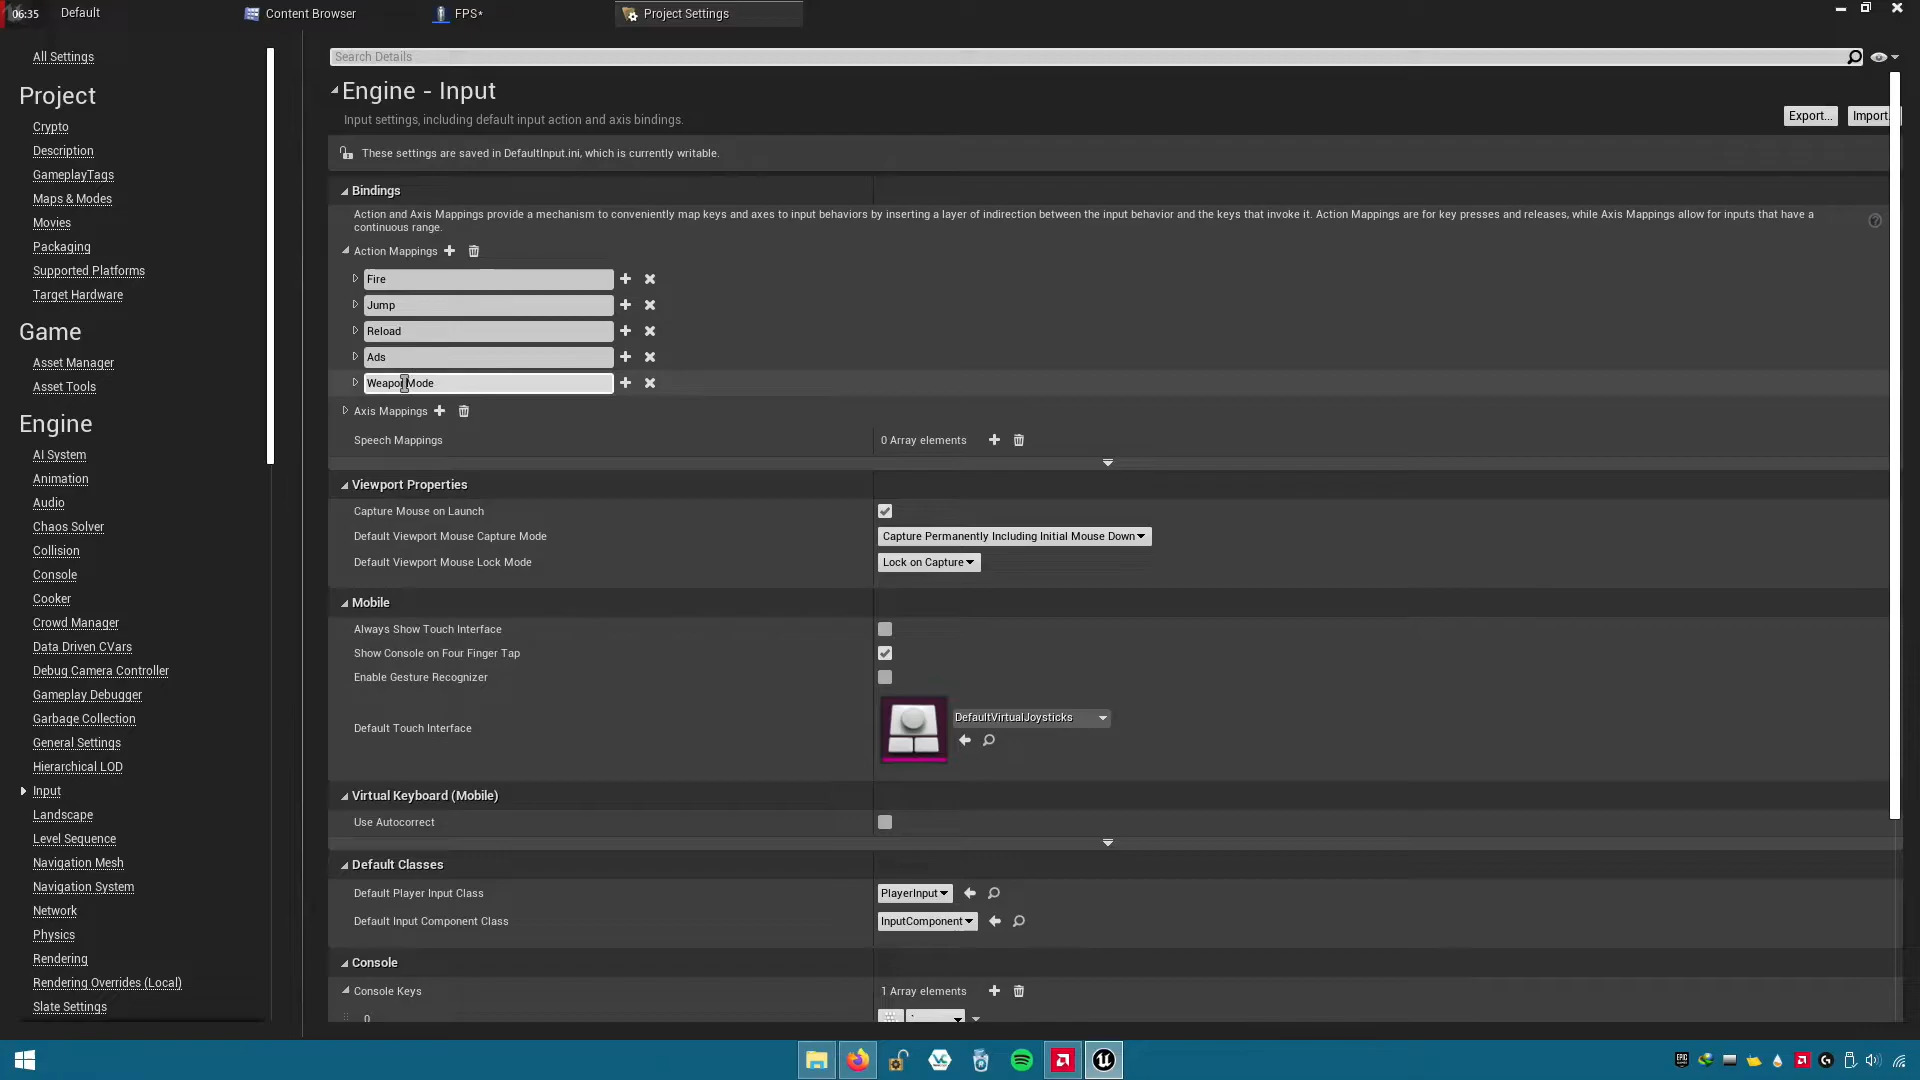 06:35
Default
Content Browser
FPS*
Project Settings
All Settings
Project
Crypto
Description
GameplayTags
Maps & Modes
Movies
Packaging
Supported Platforms
Target Hardware
Game
Asset Manager
Asset Tools
Engine
AI System
Animation
Audio
Chaos Solver
Collision
Console
Cooker
Crowd Manager
Data Driven CVars
Debug Camera Controller
Gameplay Debugger
Garbage Collection
General Settings
Hierarchical LOD
Input
Landscape
Level Sequence
Navigation Mesh
Navigation System
Network
Physics
Rendering
Rendering Overrides (Local)
Slate Settings
Search Details
Engine - Input
Input settings, including default input action and axis bindings.
Export...
Import
These settings are saved in DefaultInput.ini, which is currently writable.
Bindings
Action and Axis Mappings provide a mechanism to conveniently map keys and axes to input behaviors by inserting a layer of indirection between the input behavior and the keys that invoke it. Action Mappings are for key presses and releases, while Axis Mappings allow for inputs that have a
continuous range.
Action Mappings
Fire
Jump
Reload
Ads
WeaponMode
Axis Mappings
Speech Mappings
0 Array elements
Viewport Properties
Capture Mouse on Launch
Default Viewport Mouse Capture Mode
Capture Permanently Including Initial Mouse Down
Default Viewport Mouse Lock Mode
Lock on Capture
Mobile
Always Show Touch Interface
Show Console on Four Finger Tap
Enable Gesture Recognizer
Default Touch Interface
DefaultVirtualJoysticks
Virtual Keyboard (Mobile)
Use Autocorrect
Default Classes
Default Player Input Class
PlayerInput
Default Input Component Class
InputComponent
Console
Console Keys
1 Array elements
0